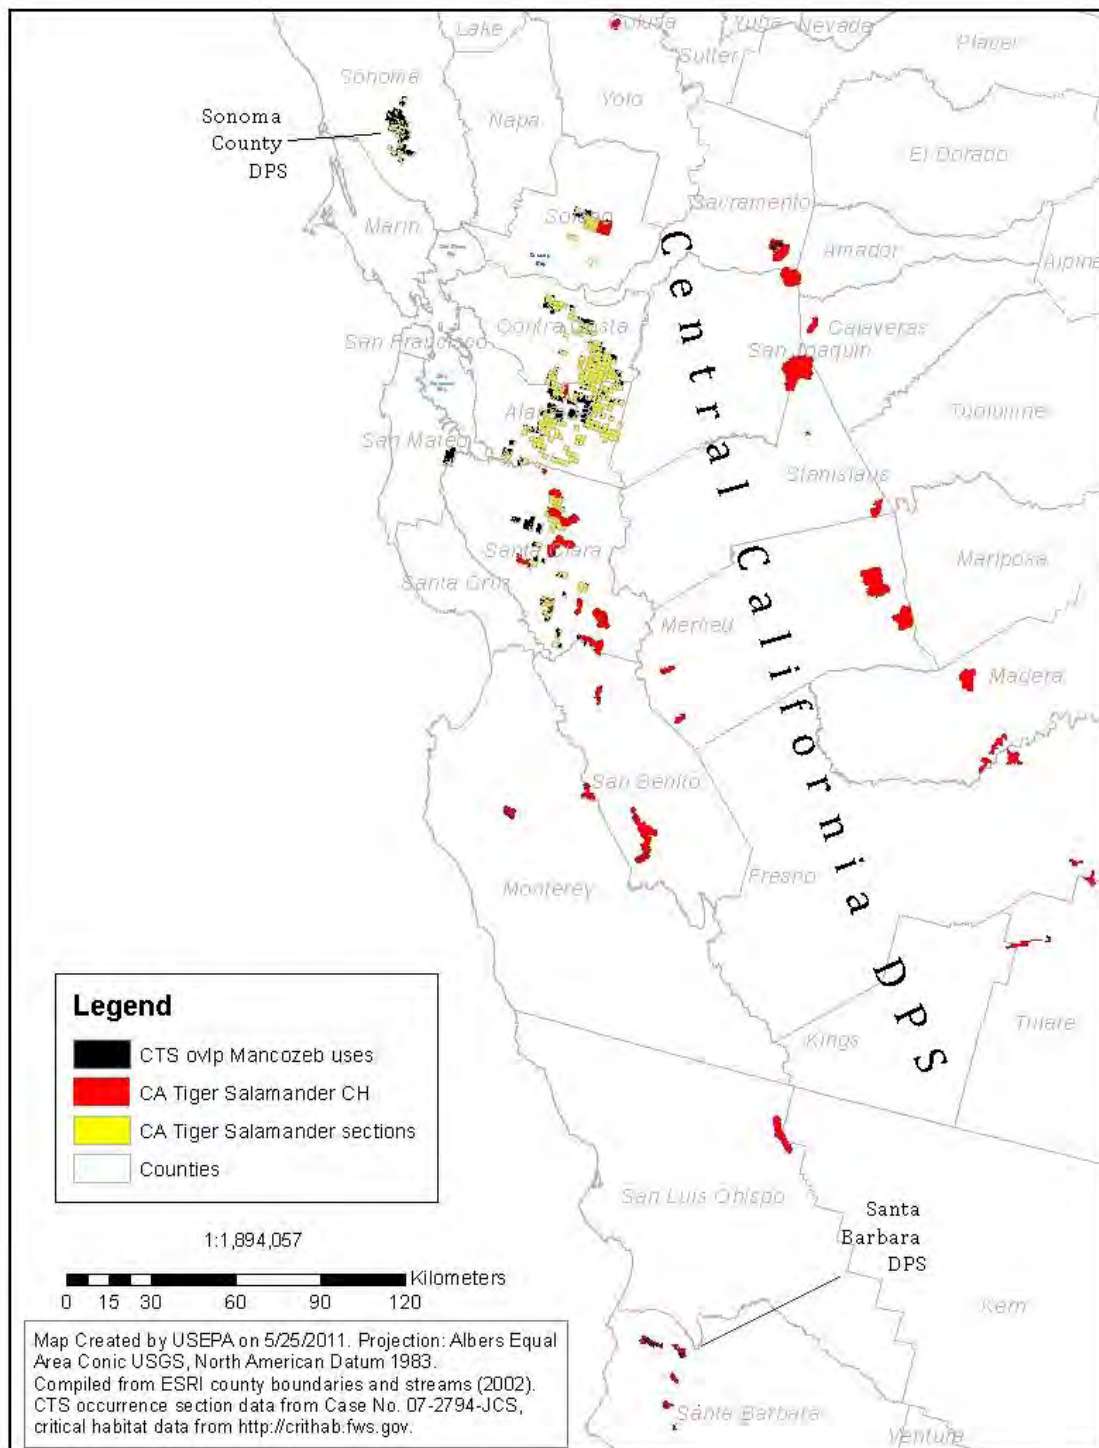 Lake
Colusa
Yuba
Nevada
Placer
Sutter
Sonoma
Yolo
Napa
Sonoma
County
DPS
El Dorado
Sacramento
Solano
Marin
Amador
Alpine
Contra Costa
Calaveras
San Francisco
San Joaquin
Tuolumne
Alameda
San Mateo
Stanislaus
Santa Clara
Mariposa
Santa Cruz
Merced
Madera
San Benito
Monterey
Fresno
Central California DPS
Kings
Tulare
Legend
CTS ovlp Mancozeb uses
CA Tiger Salamander CH
CA Tiger Salamander sections
Counties
San Luis Obispo
Santa
Barbara
DPS
1:1,894,057
Kilometers
0 15 30 60 90 120
Kern
Map Created by USEPA on 5/25/2011. Projection: Albers Equal
Area Conic USGS, North American Datum 1983.
Compiled from ESRI county boundaries and streams (2002).
CTS occurrence section data from Case No. 07-2794-JCS,
critical habitat data from http://crithab.fws.gov.
Santa Barbara
Ventura